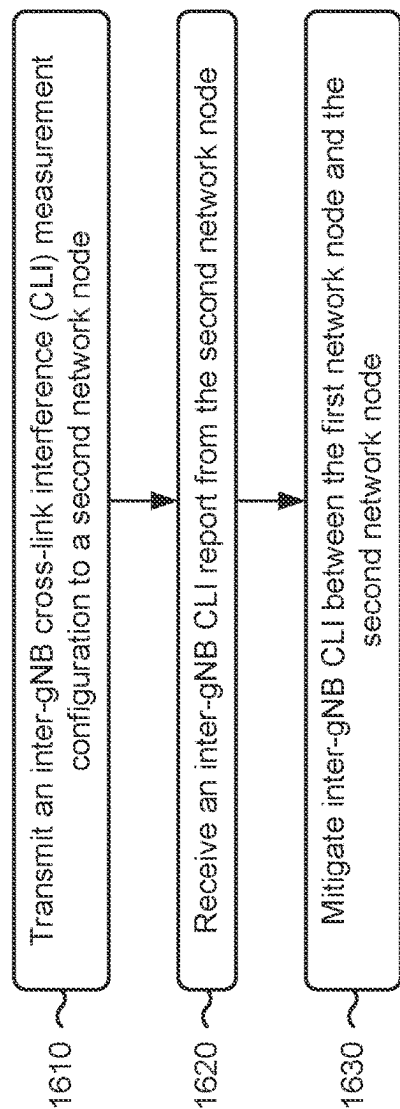 1610
Transmit an inter-gNB cross-link interference (CLI) measurement
configuration to a second network node
1620
Receive an inter-gNB CLI report from the second network node
1630
Mitigate inter-gNB CLI between the first network node and the
second network node